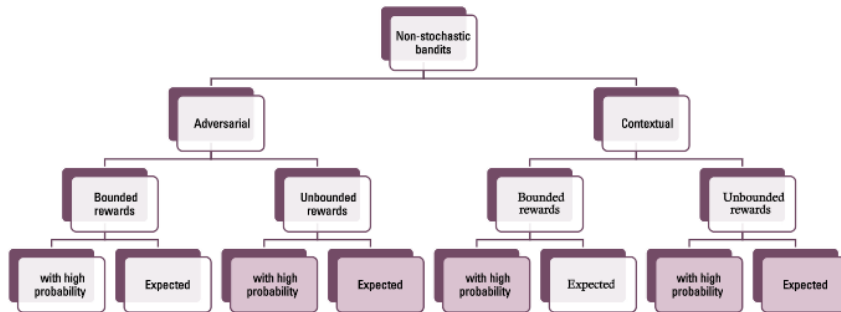 Non-stochastic
bandits
Adversarial
Contextual
Bounded
rewards
Unbounded
rewards
Bounded
rewards
Unbounded
rewards
with high
probability
Expected
with high
probability
Expected
with high
probability
Expected
with high
probability
Expected